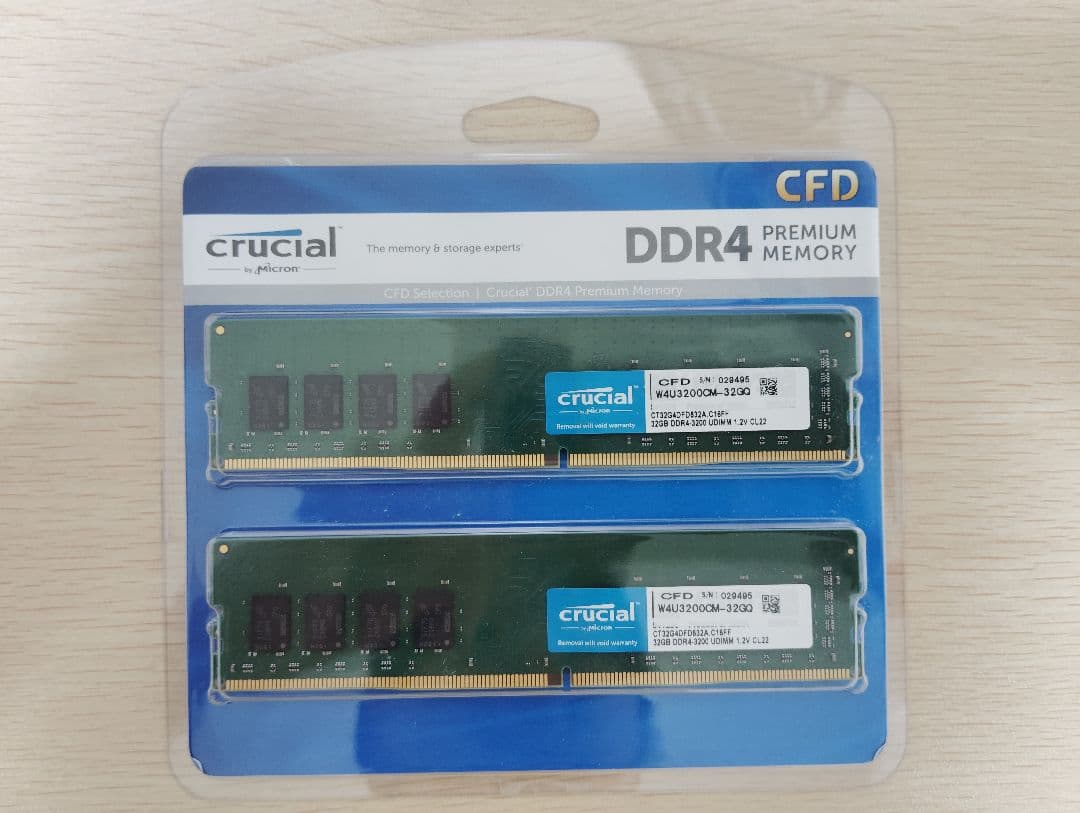 CFD
crucial
by Micron
The memory & storage experts
DDR4 PREMIUM MEMORY
CFD Selection | Crucial DDR4 Premium Memory
crucial
by Micron
Removal will void warranty
CFD S/N : 029495
W4U3200CM-32GQ
CT32G4DFD832A.C16FF
32GB DDR4-3200 UDIMM 1.2V CL22
crucial
by Micron
Removal will void warranty
CFD S/N : 029495
W4U3200CM-32GQ
CT32G4DFD832A.C16FF
32GB DDR4-3200 UDIMM 1.2V CL22